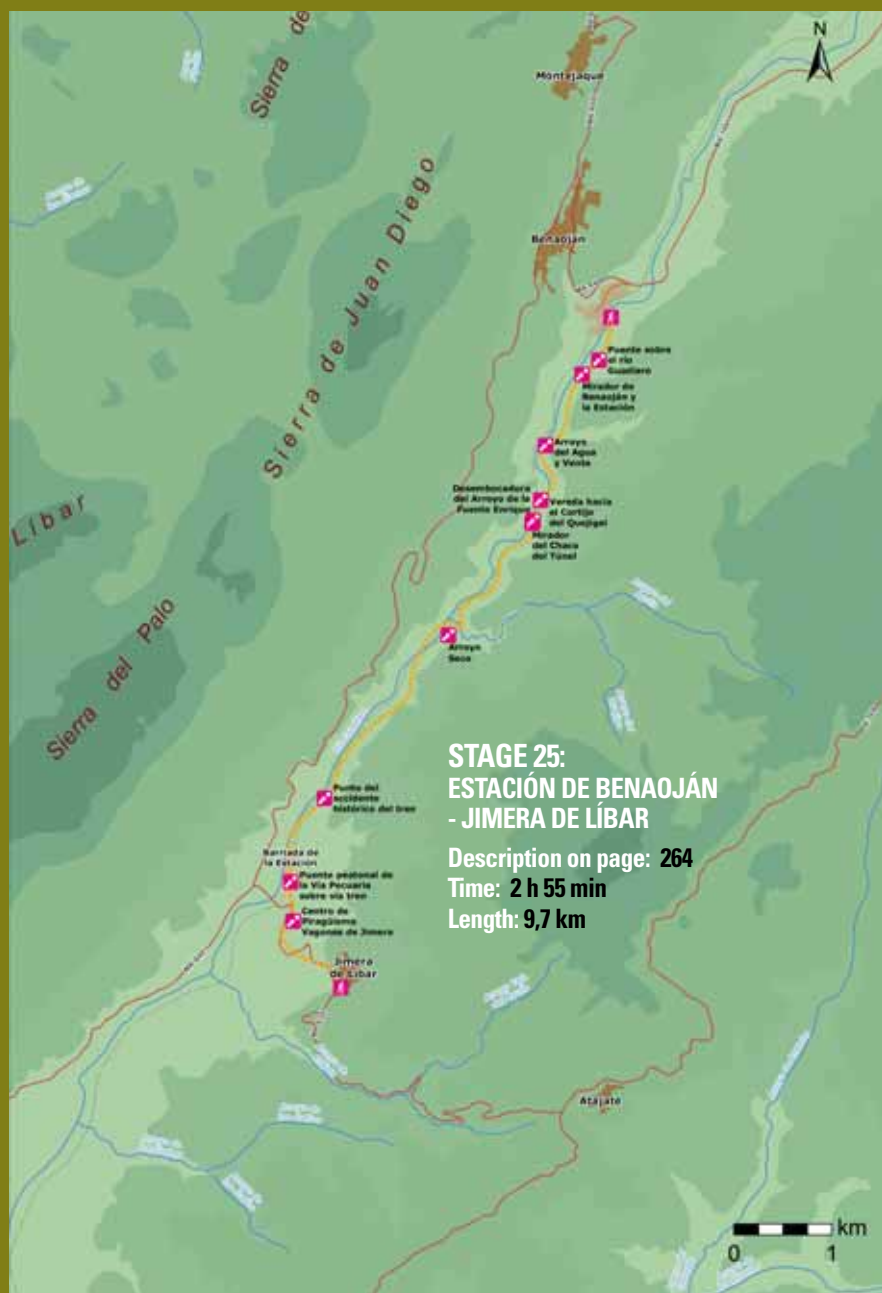 N
Sierra de
Montejaque
Sierra de Juan Diego
Benaoján
Puente sobre
el río
Guadiaro
Mirador de
Benaoján y
la Estación
Arroyo
del Agua
y Venta
Desembocadura
del Arroyo de la
Fuente Enrique
Vereda hacia
el Cortijo
del Quejigal
Mirador
del Charco
del Túnel
Líbar
Sierra del Palo
Arroyo
Seco
STAGE 25:
ESTACIÓN DE BENAOJÁN
- JIMERA DE LÍBAR
Description on page: 264
Time: 2 h 55 min
Length: 9,7 km
Punto del
accidente
histórico del tren
Barriada de
la Estación
Puente peatonal de
la Vía Pecuaria
sobre vía tren
Centro de
Piragüismo
Vagones de Jimera
Jimera
de Líbar
Atajate
km
0 1